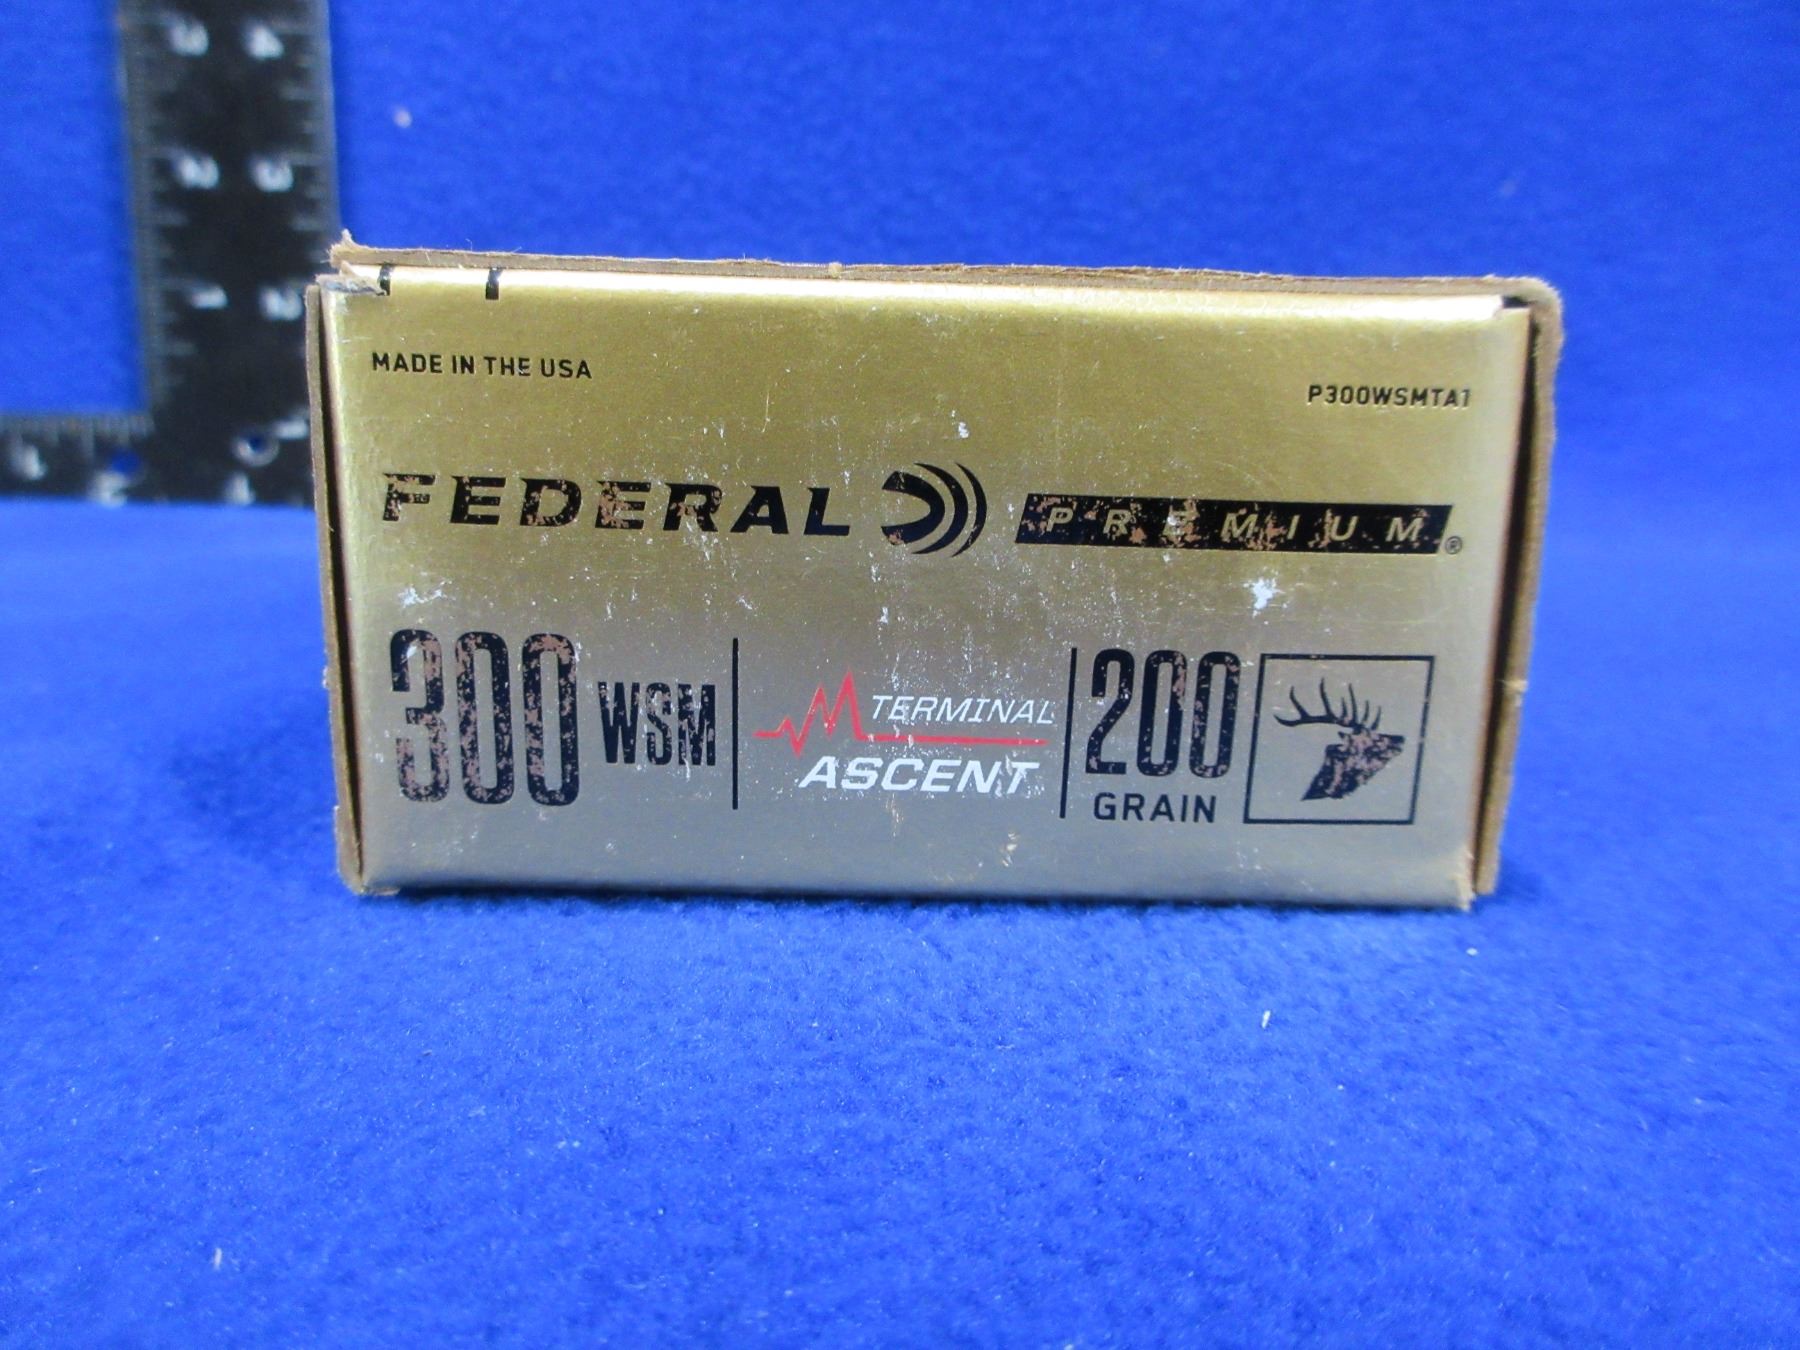 MADE IN THE USA
P300WSMTA1
FEDERAL PREMIUM®
300 WSM
TERMINAL
ASCENT
200
GRAIN